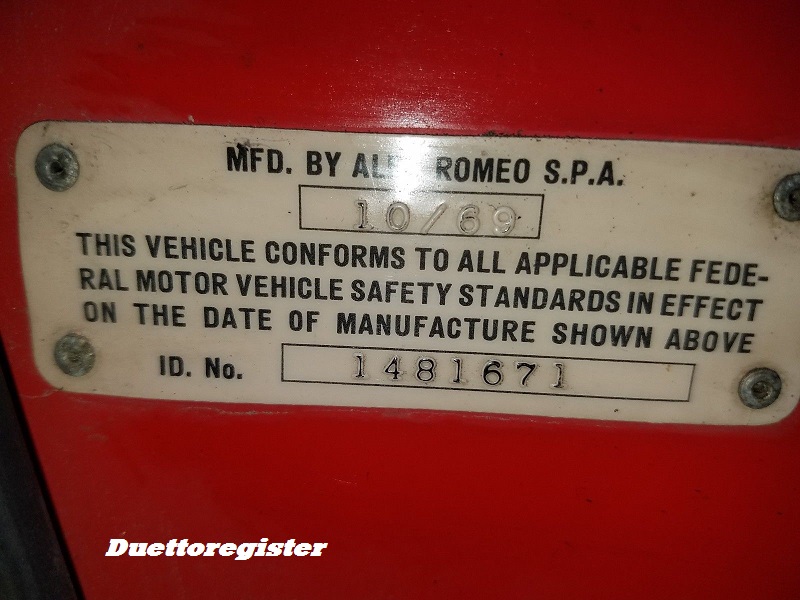 MFD. BY ALFA ROMEO S.P.A.
10/69
THIS VEHICLE CONFORMS TO ALL APPLICABLE FEDE-
RAL MOTOR VEHICLE SAFETY STANDARDS IN EFFECT
ON THE DATE OF MANUFACTURE SHOWN ABOVE
ID. No. 1481671
Duettoregister